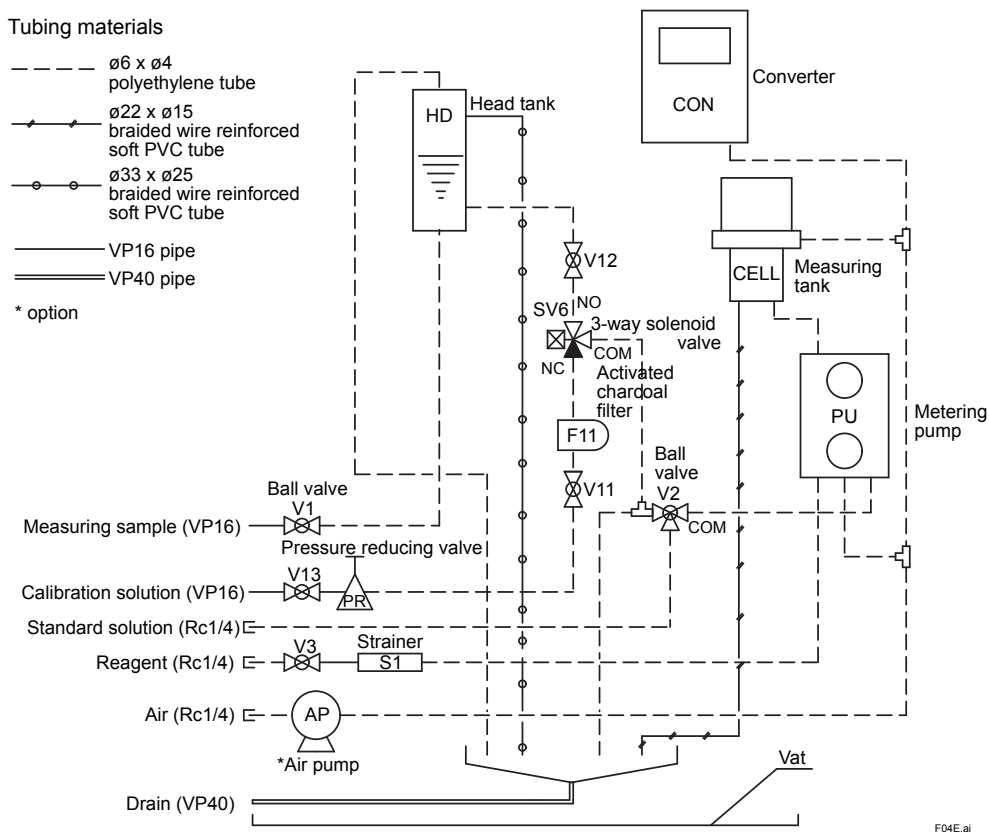 Tubing materials
ø6 x ø4
polyethylene tube
ø22 x ø15
braided wire reinforced
soft PVC tube
ø33 x ø25
braided wire reinforced
soft PVC tube
VP16 pipe
VP40 pipe
* option
HD
Head tank
CON
Converter
V12
CELL
Measuring
tank
SV6
NO
3-way solenoid
valve
NC
COM
Activated
charcoal
filter
F11
PU
Metering
pump
V11
Ball
valve
V2
COM
Ball valve
V1
Measuring sample (VP16)
Pressure reducing valve
V13
PR
Calibration solution (VP16)
Standard solution (Rc1/4)
V3
Strainer
S1
Reagent (Rc1/4)
Air (Rc1/4)
AP
*Air pump
Vat
Drain (VP40)
F04E.ai